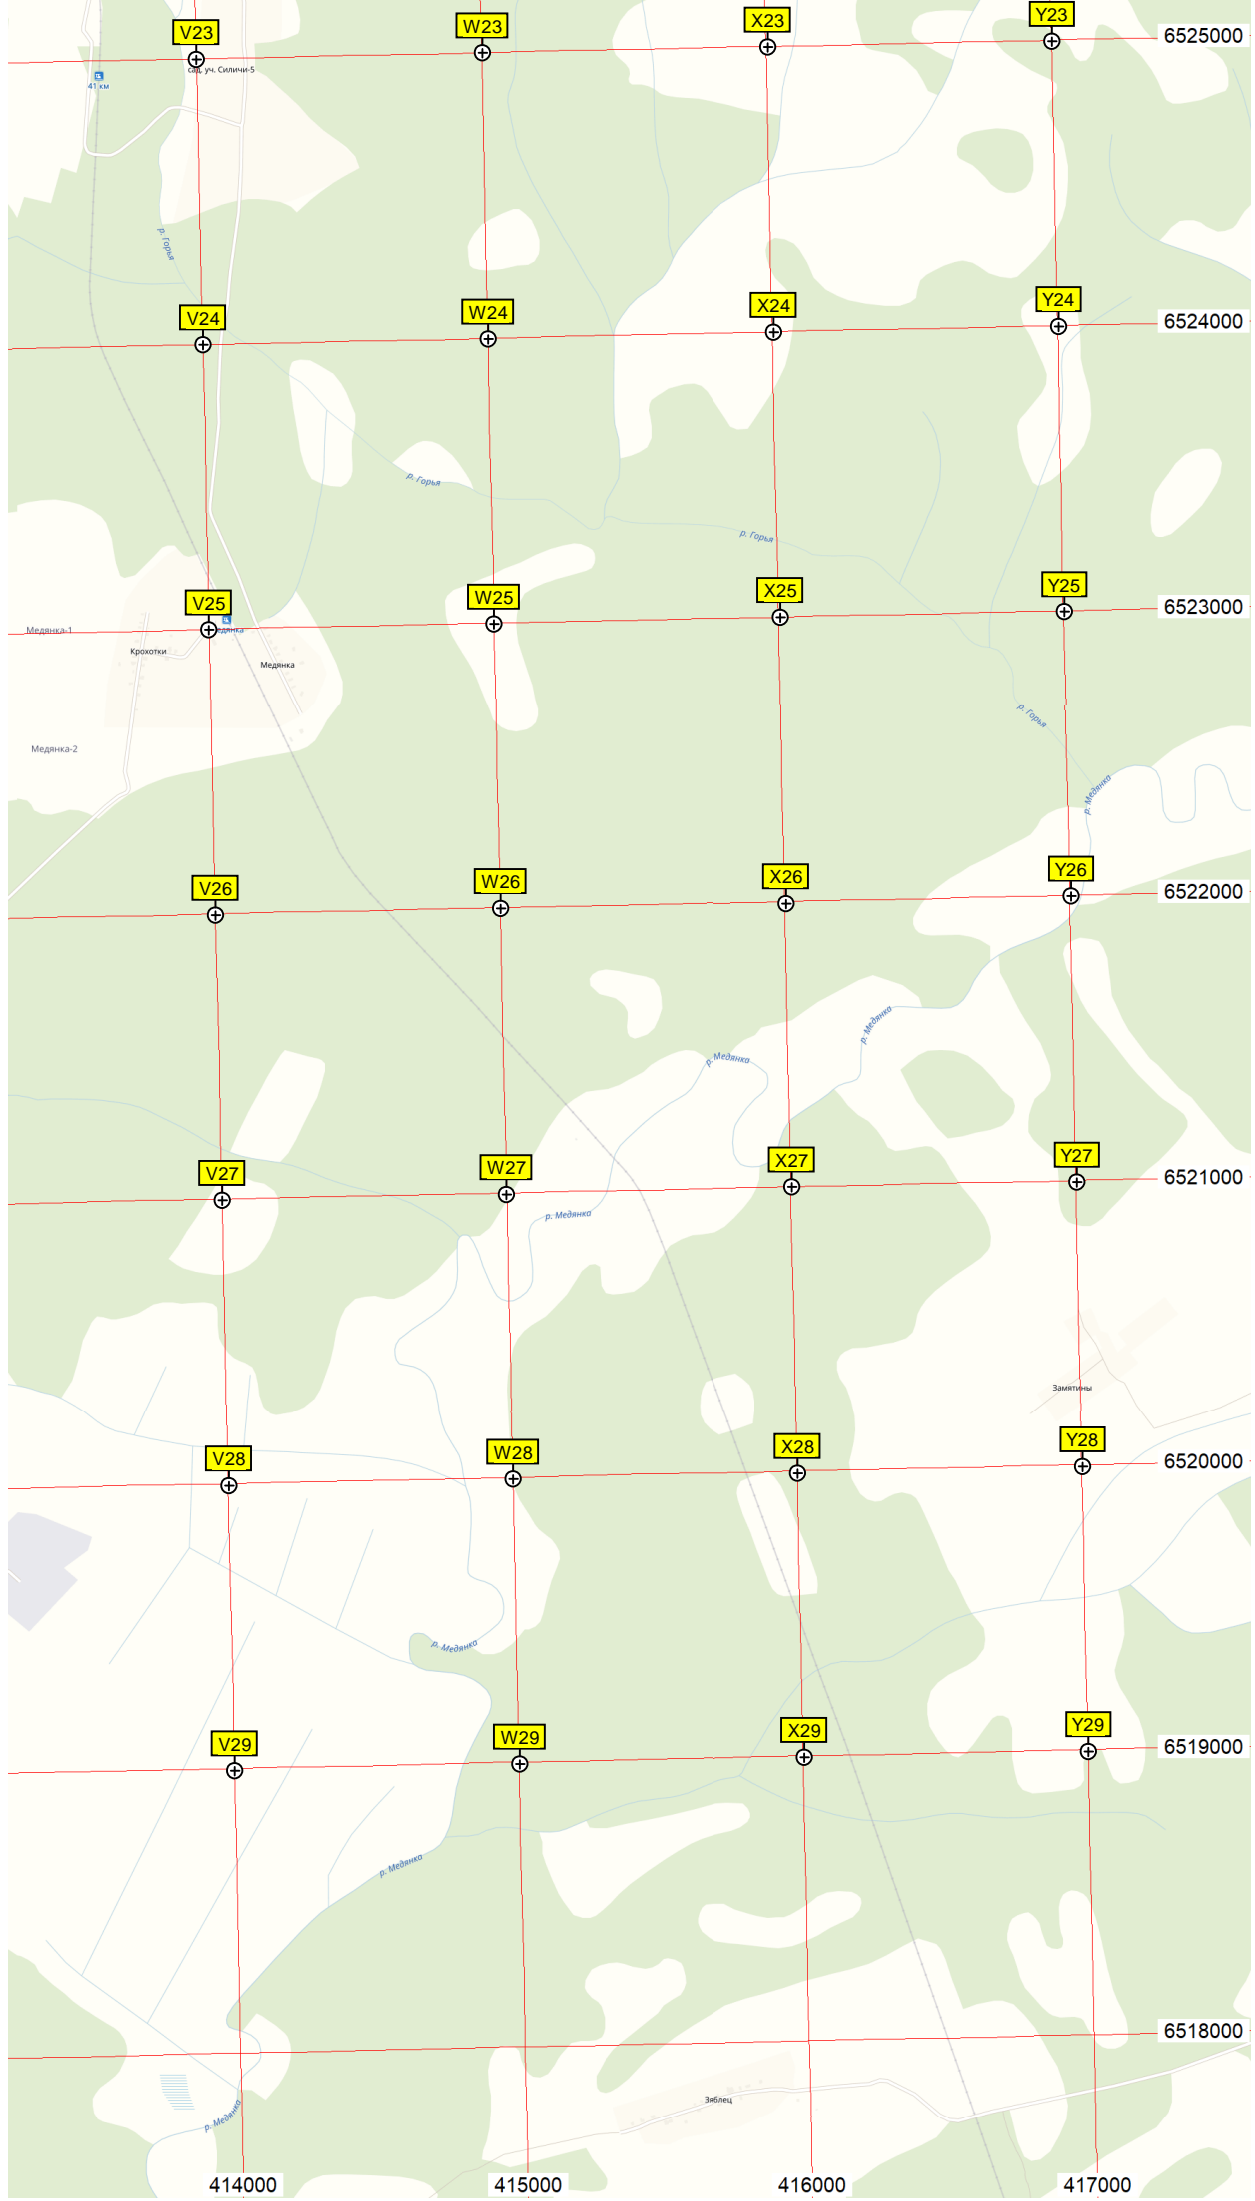 V23
W23
X23
Y23
6525000
сад. уч. Силичи-5
41 км
р. Горья
V24
W24
X24
Y24
6524000
р. Горья
р. Горья
V25
W25
X25
Y25
6523000
Медянка-1
Медянка
Крохотки
Медянка
р. Горья
Медянка-2
р. Медянка
V26
W26
X26
Y26
6522000
р. Медянка
р. Медянка
V27
W27
X27
Y27
6521000
р. Медянка
Замятины
V28
W28
X28
Y28
6520000
р. Медянка
V29
W29
X29
Y29
6519000
р. Медянка
6518000
Зяблец
р. Медянка
414000
415000
416000
417000